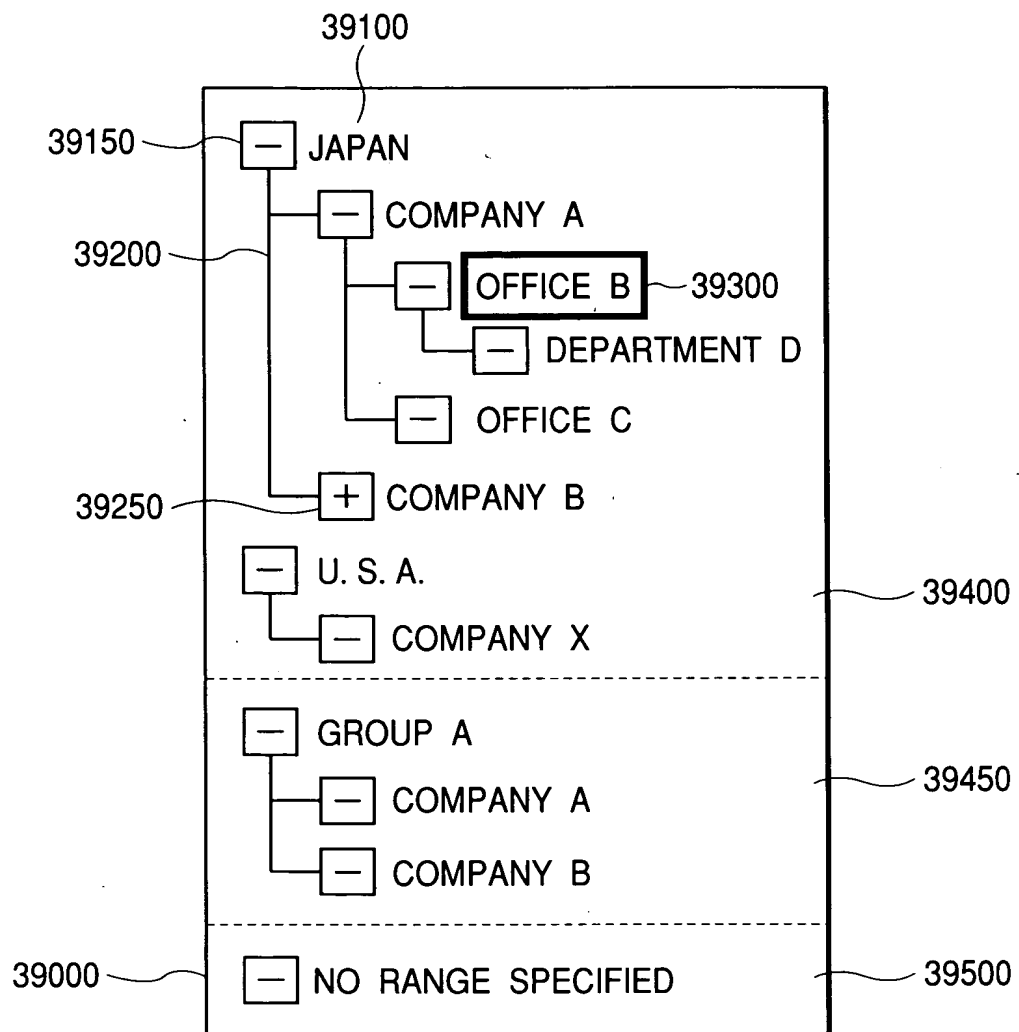 39100
39150 − JAPAN
− COMPANY A
39200
− OFFICE B 39300
− DEPARTMENT D
− OFFICE C
39250 + COMPANY B
− U. S. A.
39400
− COMPANY X
− GROUP A
39450
− COMPANY A
− COMPANY B
39000 − NO RANGE SPECIFIED 39500